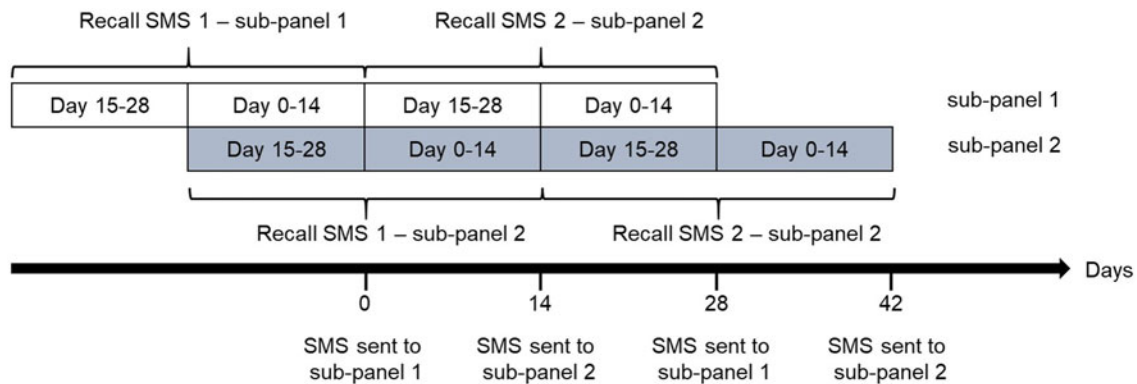 Recall SMS 1 – sub-panel 1 Recall SMS 2 – sub-panel 2
Day 15-28 Day 0-14 Day 15-28 Day 0-14 sub-panel 1
Day 15-28 Day 0-14 Day 15-28 Day 0-14 sub-panel 2
Recall SMS 1 – sub-panel 2 Recall SMS 2 – sub-panel 2
Days
0 14 28 42
SMS sent to SMS sent to SMS sent to SMS sent to
sub-panel 1 sub-panel 2 sub-panel 1 sub-panel 2